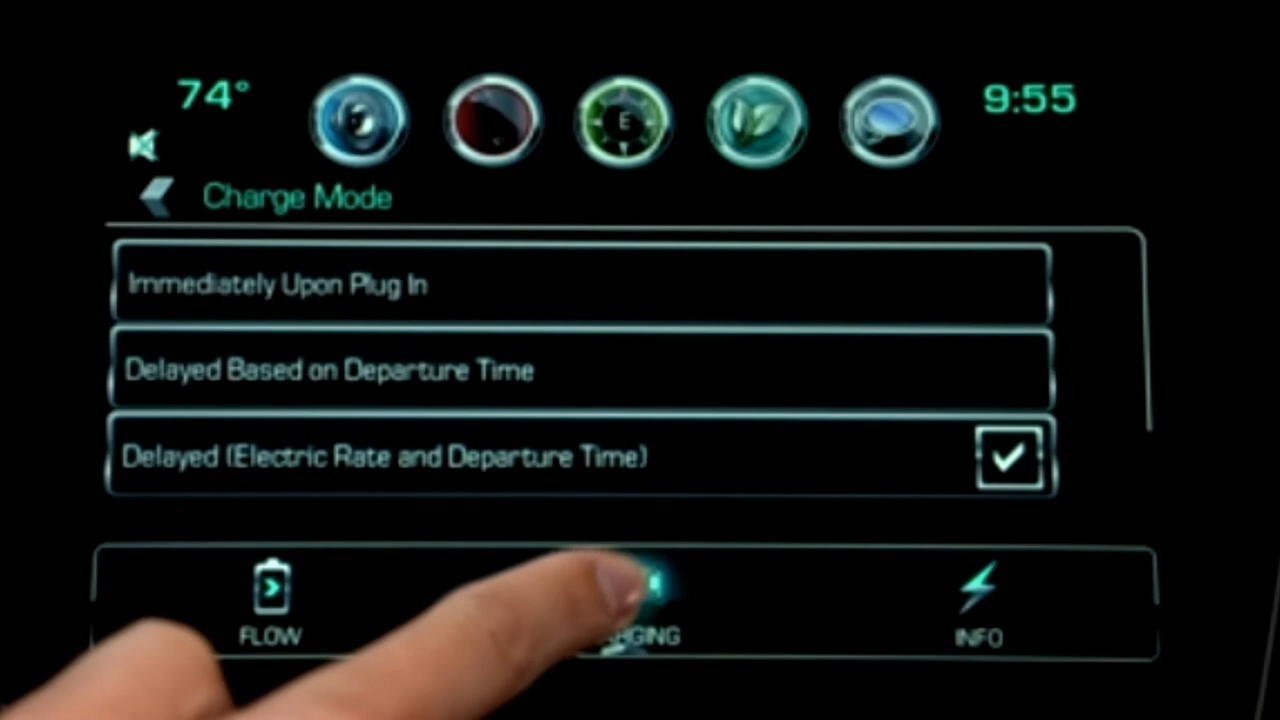 74°
9:55
E
Charge Mode
Immediately Upon Plug In
Delayed Based on Departure Time
Delayed (Electric Rate and Departure Time)
FLOW
INFO